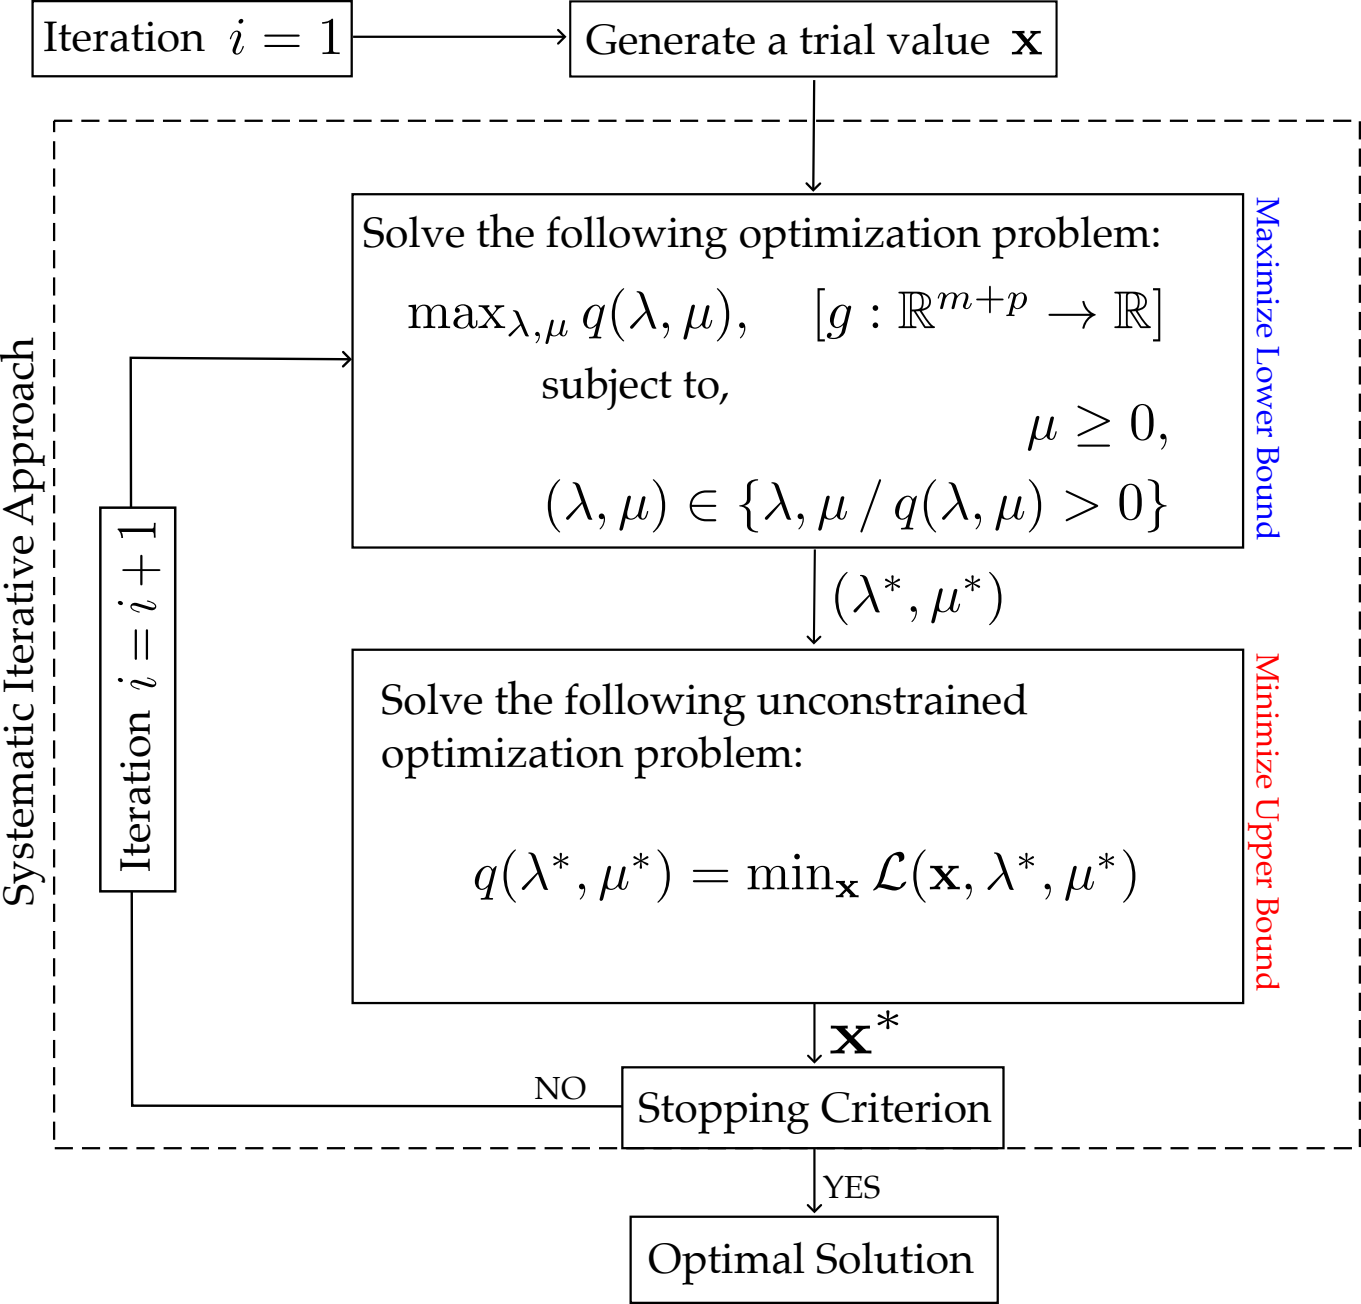 Iteration i = 1
Generate a trial value x
Systematic Iterative Approach
Solve the following optimization problem:
max_{λ,μ} q(λ, μ), [g : ℝ^{m+p} → ℝ]
subject to,
μ ≥ 0,
(λ, μ) ∈ {λ, μ / q(λ, μ) > 0}
Maximize Lower Bound
(λ*, μ*)
Iteration i = i + 1
Solve the following unconstrained
optimization problem:
q(λ*, μ*) = min_x ℒ(x, λ*, μ*)
Minimize Upper Bound
x*
NO
Stopping Criterion
YES
Optimal Solution